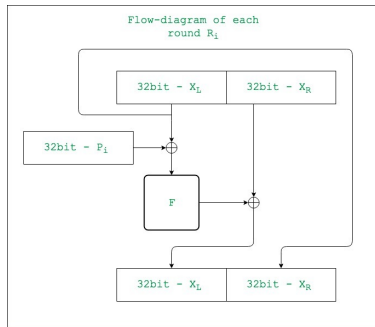 Flow-diagram of each
round Ri
32bit - XL
32bit - XR
32bit - Pi
F
32bit - XL
32bit - XR